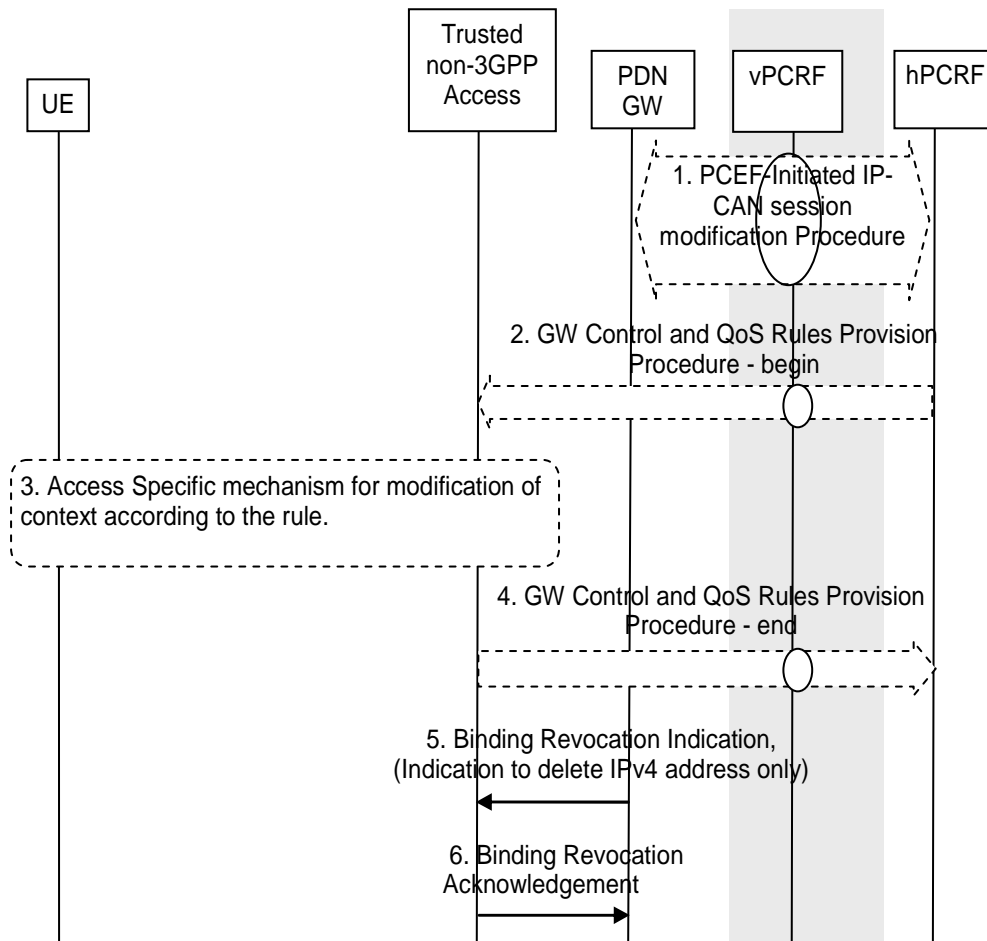 Trusted
non-3GPP
Access
UE
PDN
GW
vPCRF
hPCRF
1. PCEF-Initiated IP-
CAN session
modification Procedure
2. GW Control and QoS Rules Provision
Procedure - begin
3. Access Specific mechanism for modification of
context according to the rule.
4. GW Control and QoS Rules Provision
Procedure - end
5. Binding Revocation Indication,
(Indication to delete IPv4 address only)
6. Binding Revocation
Acknowledgement